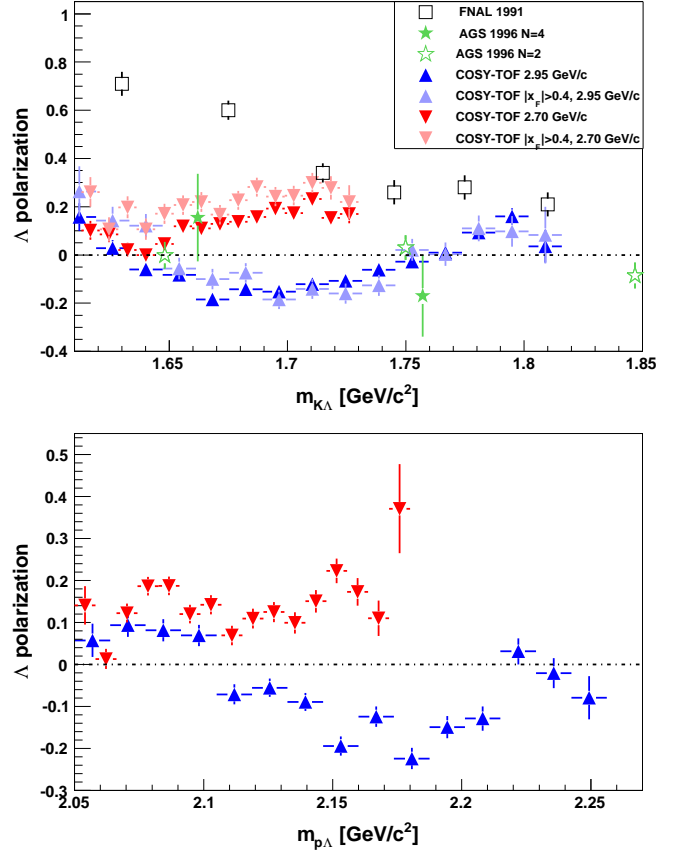 1
0.8
0.6
0.4
0.2
0
-0.2
-0.4
Λ polarization
FNAL 1991
AGS 1996 N=4
AGS 1996 N=2
COSY-TOF 2.95 GeV/c
COSY-TOF |x_F|>0.4, 2.95 GeV/c
COSY-TOF 2.70 GeV/c
COSY-TOF |x_F|>0.4, 2.70 GeV/c
1.65 1.7 1.75 1.8 1.85
m_KΛ [GeV/c²]
0.5
0.4
0.3
0.2
0.1
0
-0.1
-0.2
-0.3
Λ polarization
2.05 2.1 2.15 2.2 2.25
m_pΛ [GeV/c²]